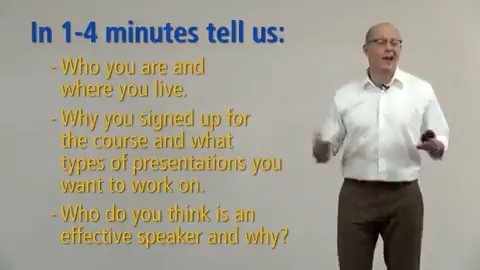 In 1-4 minutes tell us:
- Who you are and
where you live.
- Why you signed up for
the course and what
types of presentations you
want to work on.
- Who do you think is an
effective speaker and why?